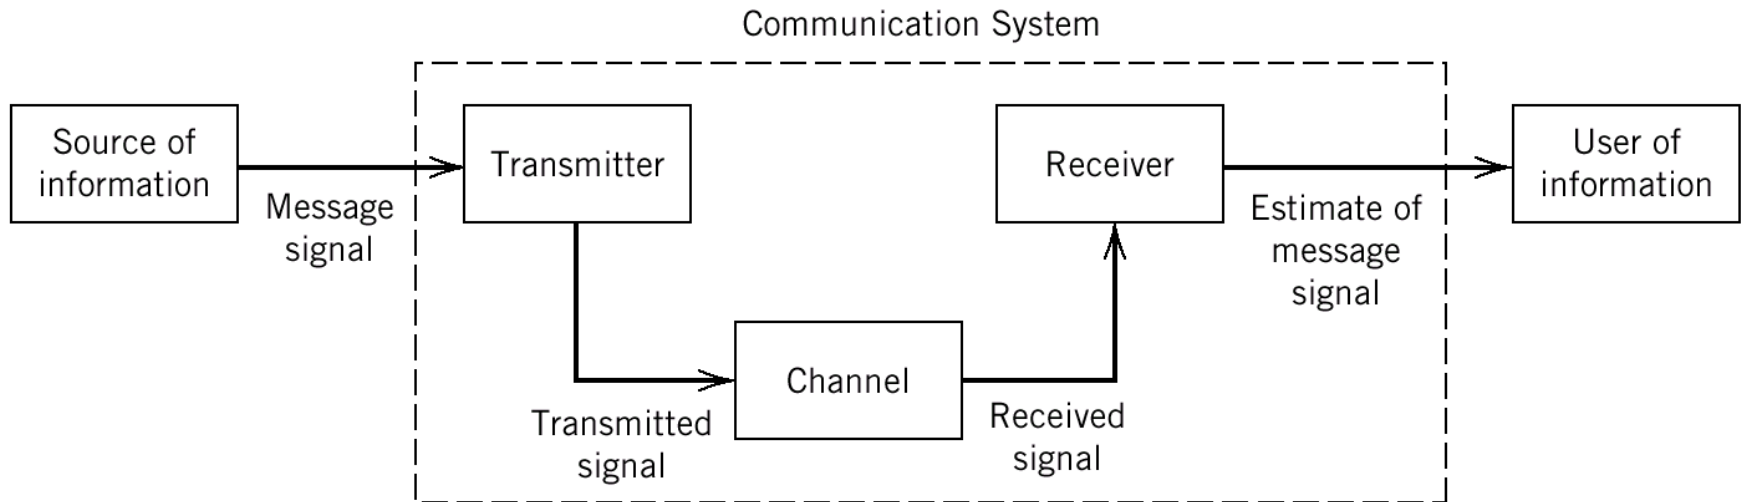 Communication System
Source of
information
Message
signal
Transmitter
Transmitted
signal
Channel
Received
signal
Receiver
Estimate of
message
signal
User of
information